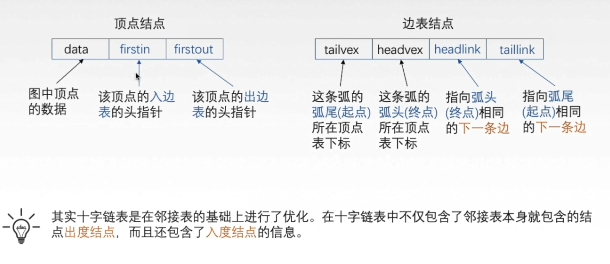 顶点结点
边表结点
data firstin firstout
tailvex headvex headlink taillink
图中顶点
的数据
该顶点的入边
表的头指针
该顶点的出边
表的头指针
这条弧的
弧尾(起点)
所在顶点
表下标
这条弧的
弧头(终点)
所在顶点
表下标
指向弧头
(终点)相同
的下一条边
指向弧尾
(起点)相同
的下一条边
其实十字链表是在邻接表的基础上进行了优化。在十字链表中不仅包含了邻接表本身就包含的结
点出度结点，而且还包含了入度结点的信息。